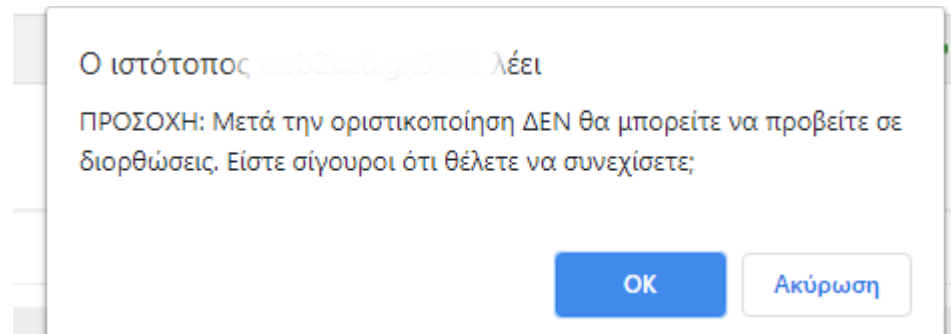 Ο ιστότοπος λέει
ΠΡΟΣΟΧΗ: Μετά την οριστικοποίηση ΔΕΝ θα μπορείτε να προβείτε σε
διορθώσεις. Είστε σίγουροι ότι θέλετε να συνεχίσετε;
OK Ακύρωση